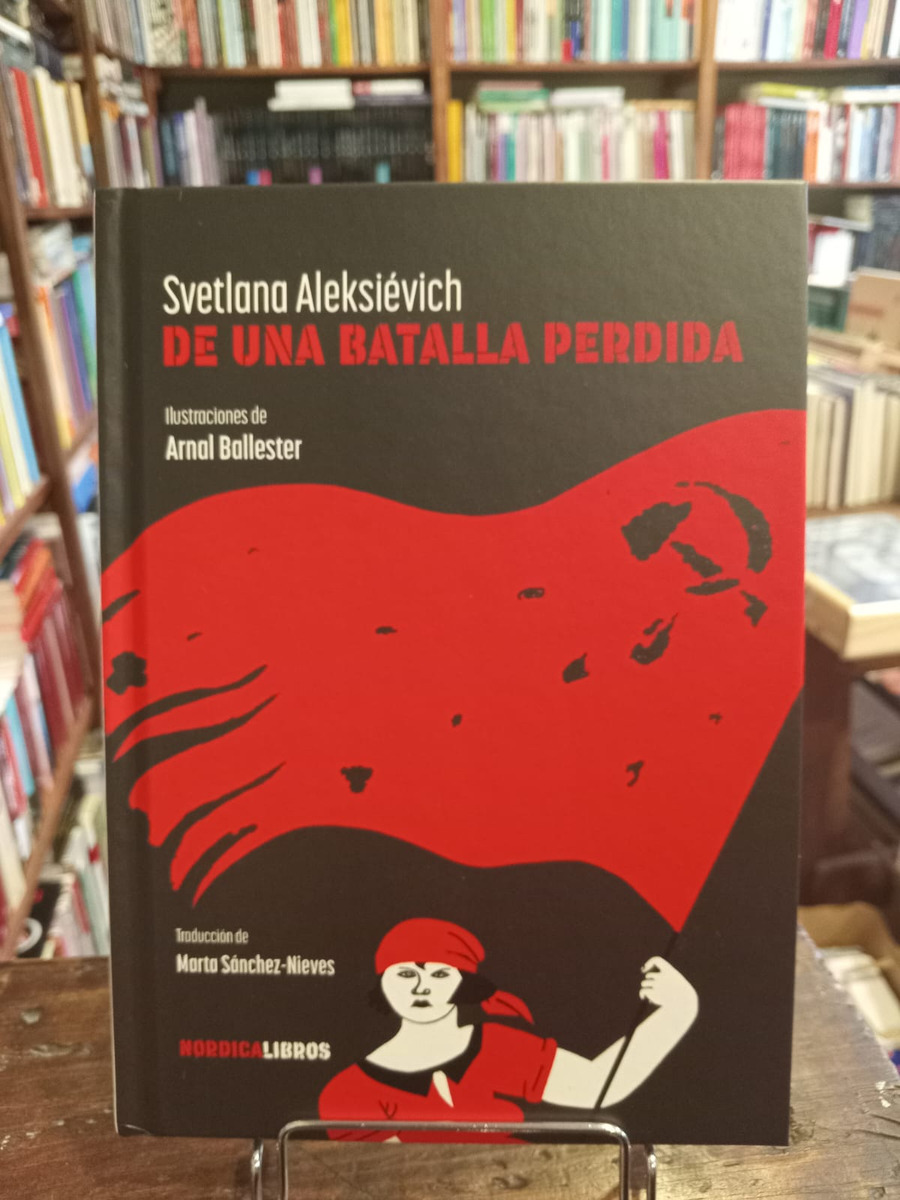 Svetlana Aleksiévich
DE UNA BATALLA PERDIDA
Ilustraciones de
Arnal Ballester
Traducción de
Marta Sánchez-Nieves
NORDICALIBROS